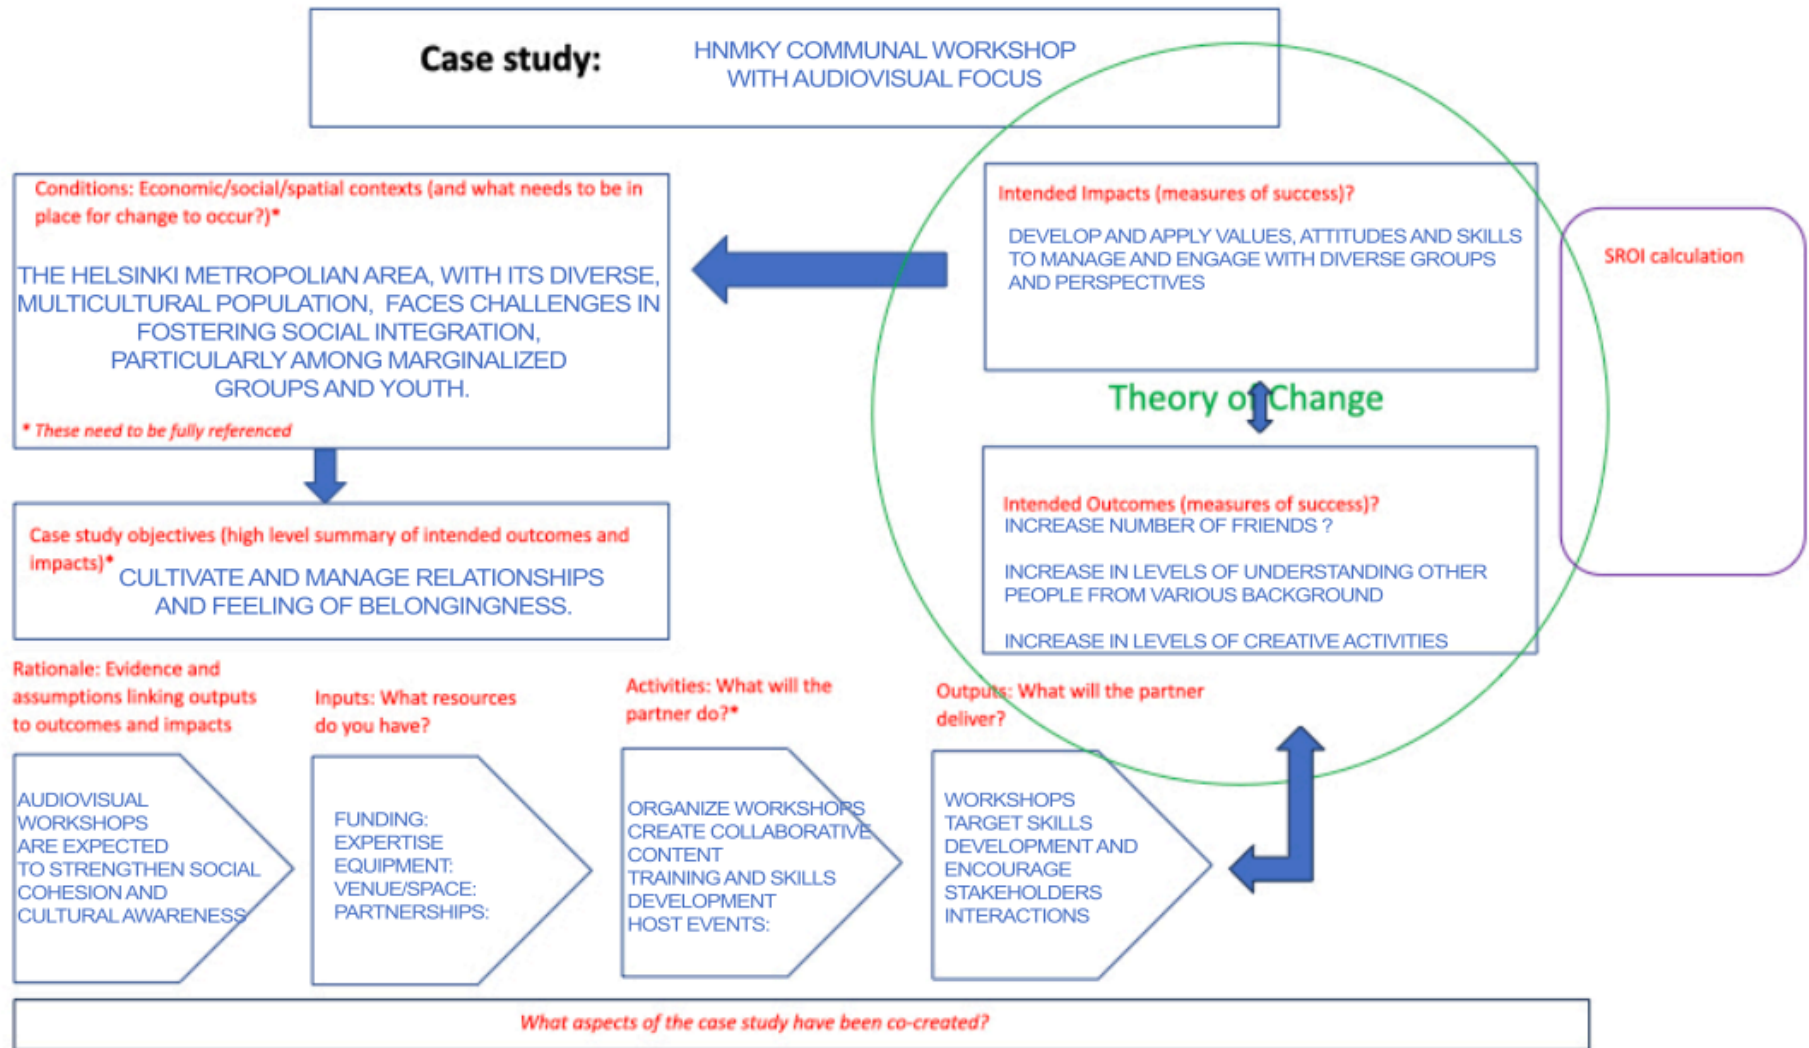 Case study:
HNMKY COMMUNAL WORKSHOP
WITH AUDIOVISUAL FOCUS
Conditions: Economic/social/spatial contexts (and what needs to be in
place for change to occur?)*
THE HELSINKI METROPOLIAN AREA, WITH ITS DIVERSE,
MULTICULTURAL POPULATION, FACES CHALLENGES IN
FOSTERING SOCIAL INTEGRATION,
PARTICULARLY AMONG MARGINALIZED
GROUPS AND YOUTH.
* These need to be fully referenced
Intended Impacts (measures of success)?
DEVELOP AND APPLY VALUES, ATTITUDES AND SKILLS
TO MANAGE AND ENGAGE WITH DIVERSE GROUPS
AND PERSPECTIVES
SROI calculation
Theory of Change
Case study objectives (high level summary of intended outcomes and
impacts)*
CULTIVATE AND MANAGE RELATIONSHIPS
AND FEELING OF BELONGINGNESS.
Intended Outcomes (measures of success)?
INCREASE NUMBER OF FRIENDS ?
INCREASE IN LEVELS OF UNDERSTANDING OTHER
PEOPLE FROM VARIOUS BACKGROUND
INCREASE IN LEVELS OF CREATIVE ACTIVITIES
Rationale: Evidence and
assumptions linking outputs
to outcomes and impacts
AUDIOVISUAL
WORKSHOPS
ARE EXPECTED
TO STRENGTHEN SOCIAL
COHESION AND
CULTURAL AWARENESS
Inputs: What resources
do you have?
FUNDING:
EXPERTISE
EQUIPMENT:
VENUE/SPACE:
PARTNERSHIPS:
Activities: What will the
partner do?*
ORGANIZE WORKSHOPS
CREATE COLLABORATIVE
CONTENT
TRAINING AND SKILLS
DEVELOPMENT
HOST EVENTS:
Outputs: What will the partner
deliver?
WORKSHOPS
TARGET SKILLS
DEVELOPMENT AND
ENCOURAGE
STAKEHOLDERS
INTERACTIONS
What aspects of the case study have been co-created?